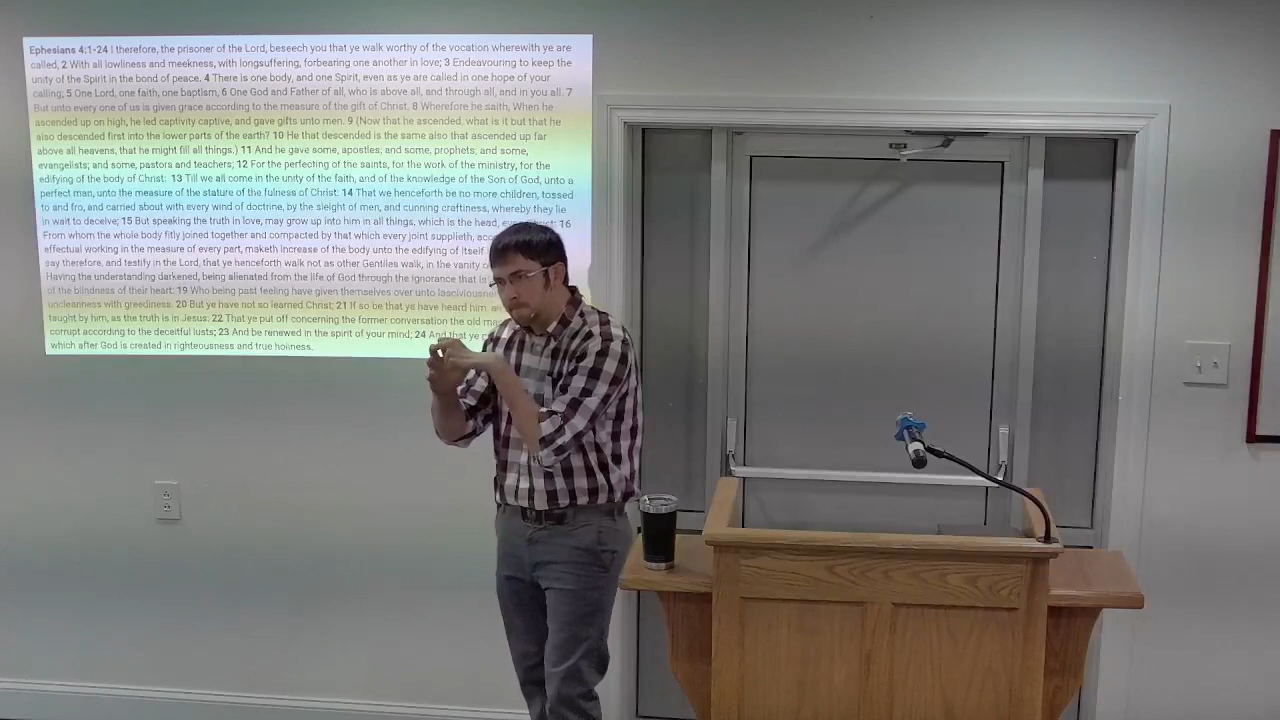 Ephesians 4:1-24 I therefore, the prisoner of the Lord, beseech you that ye walk worthy of the vocation wherewith ye are
called, 2 With all lowliness and meekness, with longsuffering, forbearing one another in love; 3 Endeavouring to keep the
unity of the Spirit in the bond of peace. 4 There is one body, and one Spirit, even as ye are called in one hope of your
calling; 5 One Lord, one faith, one baptism, 6 One God and Father of all, who is above all, and through all, and in you all. 7
But unto every one of us is given grace according to the measure of the gift of Christ. 8 Wherefore he saith, When he
ascended up on high, he led captivity captive, and gave gifts unto men. 9 (Now that he ascended, what is it but that he
also descended first into the lower parts of the earth? 10 He that descended is the same also that ascended up far
above all heavens, that he might fill all things.) 11 And he gave some, apostles; and some, prophets; and some,
evangelists; and some, pastors and teachers; 12 For the perfecting of the saints, for the work of the ministry, for the
edifying of the body of Christ: 13 Till we all come in the unity of the faith, and of the knowledge of the Son of God, unto a
perfect man, unto the measure of the stature of the fulness of Christ: 14 That we henceforth be no more children, tossed
to and fro, and carried about with every wind of doctrine, by the sleight of men, and cunning craftiness, whereby they lie
in wait to deceive; 15 But speaking the truth in love, may grow up into him in all things, which is the head, Christ: 16
From whom the whole body fitly joined together and compacted by that which every joint supplieth,
effectual working in the measure of every part, maketh increase of the body unto the edifying of itself
say therefore, and testify in the Lord, that ye henceforth walk not as other Gentiles walk, in the vanity
Having the understanding darkened, being alienated from the life of God through the ignorance that is
of the blindness of their heart: 19 Who being past feeling have given themselves over unto
uncleanness with greediness. 20 But ye have not so learned Christ; 21 If so be that ye have heard him,
taught by him, as the truth is in Jesus: 22 That ye put off concerning the former conversation the old
corrupt according to the deceitful lusts; 23 And be renewed in the spirit of your mind; 24 And that ye
which after God is created in righteousness and true holiness.